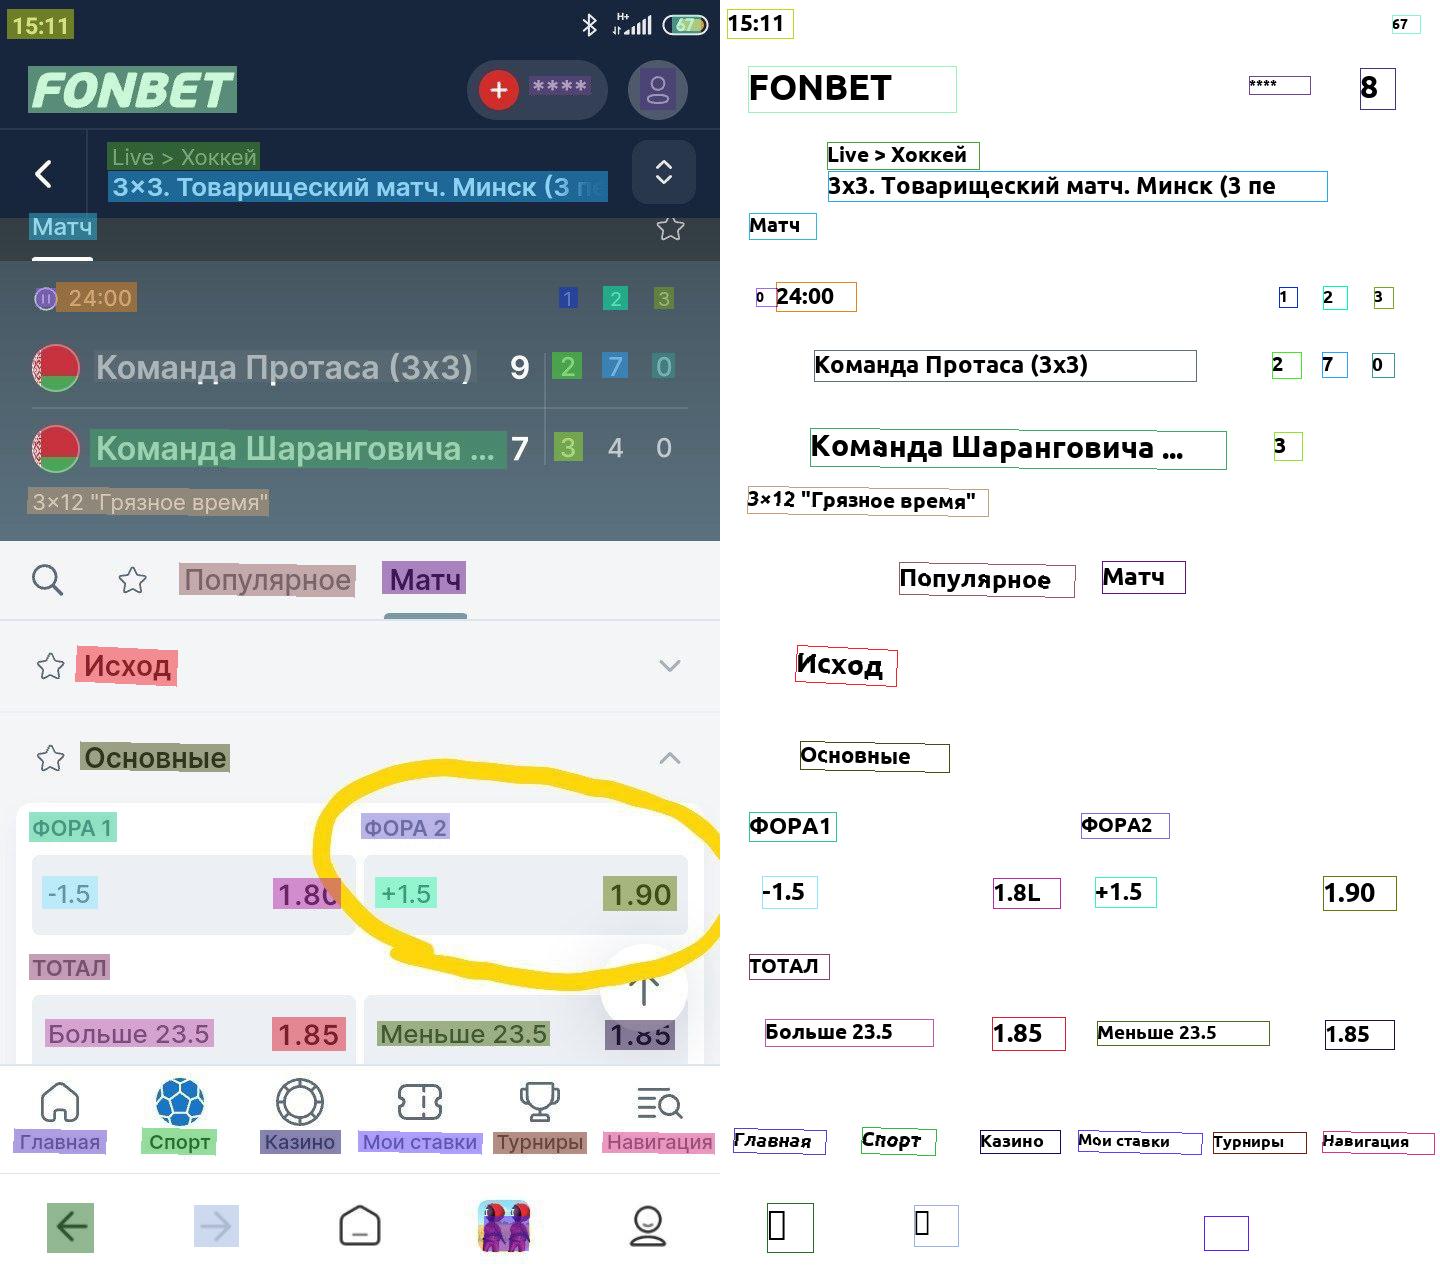 15:11 67
FONBET ****
Live > Хоккей
3×3. Товарищеский матч. Минск (3 пе
Матч
24:00 1 2 3
Команда Протаса (3х3) 9 2 7 0
Команда Шаранговича ... 7 3 4 0
3×12 "Грязное время"
Популярное Матч
Исход
Основные
ФОРА 1 ФОРА 2
-1.5 1.80 +1.5 1.90
ТОТАЛ
Больше 23.5 1.85 Меньше 23.5 1.85
Главная Спорт Казино Мои ставки Турниры Навигация
15:11 67
FONBET **** 8
Live > Хоккей
3х3. Товарищеский матч. Минск (3 пе
Матч
0 24:00 1 2 3
Команда Протаса (3х3) 2 7 0
Команда Шаранговича ... 3
3×12 "Грязное время"
Популярное Матч
Исход
Основные
ФОРА1 ФОРА2
-1.5 1.8L +1.5 1.90
ТОТАЛ
Больше 23.5 1.85 Меньше 23.5 1.85
Главная Спорт Казино Мои ставки Турниры Навигация